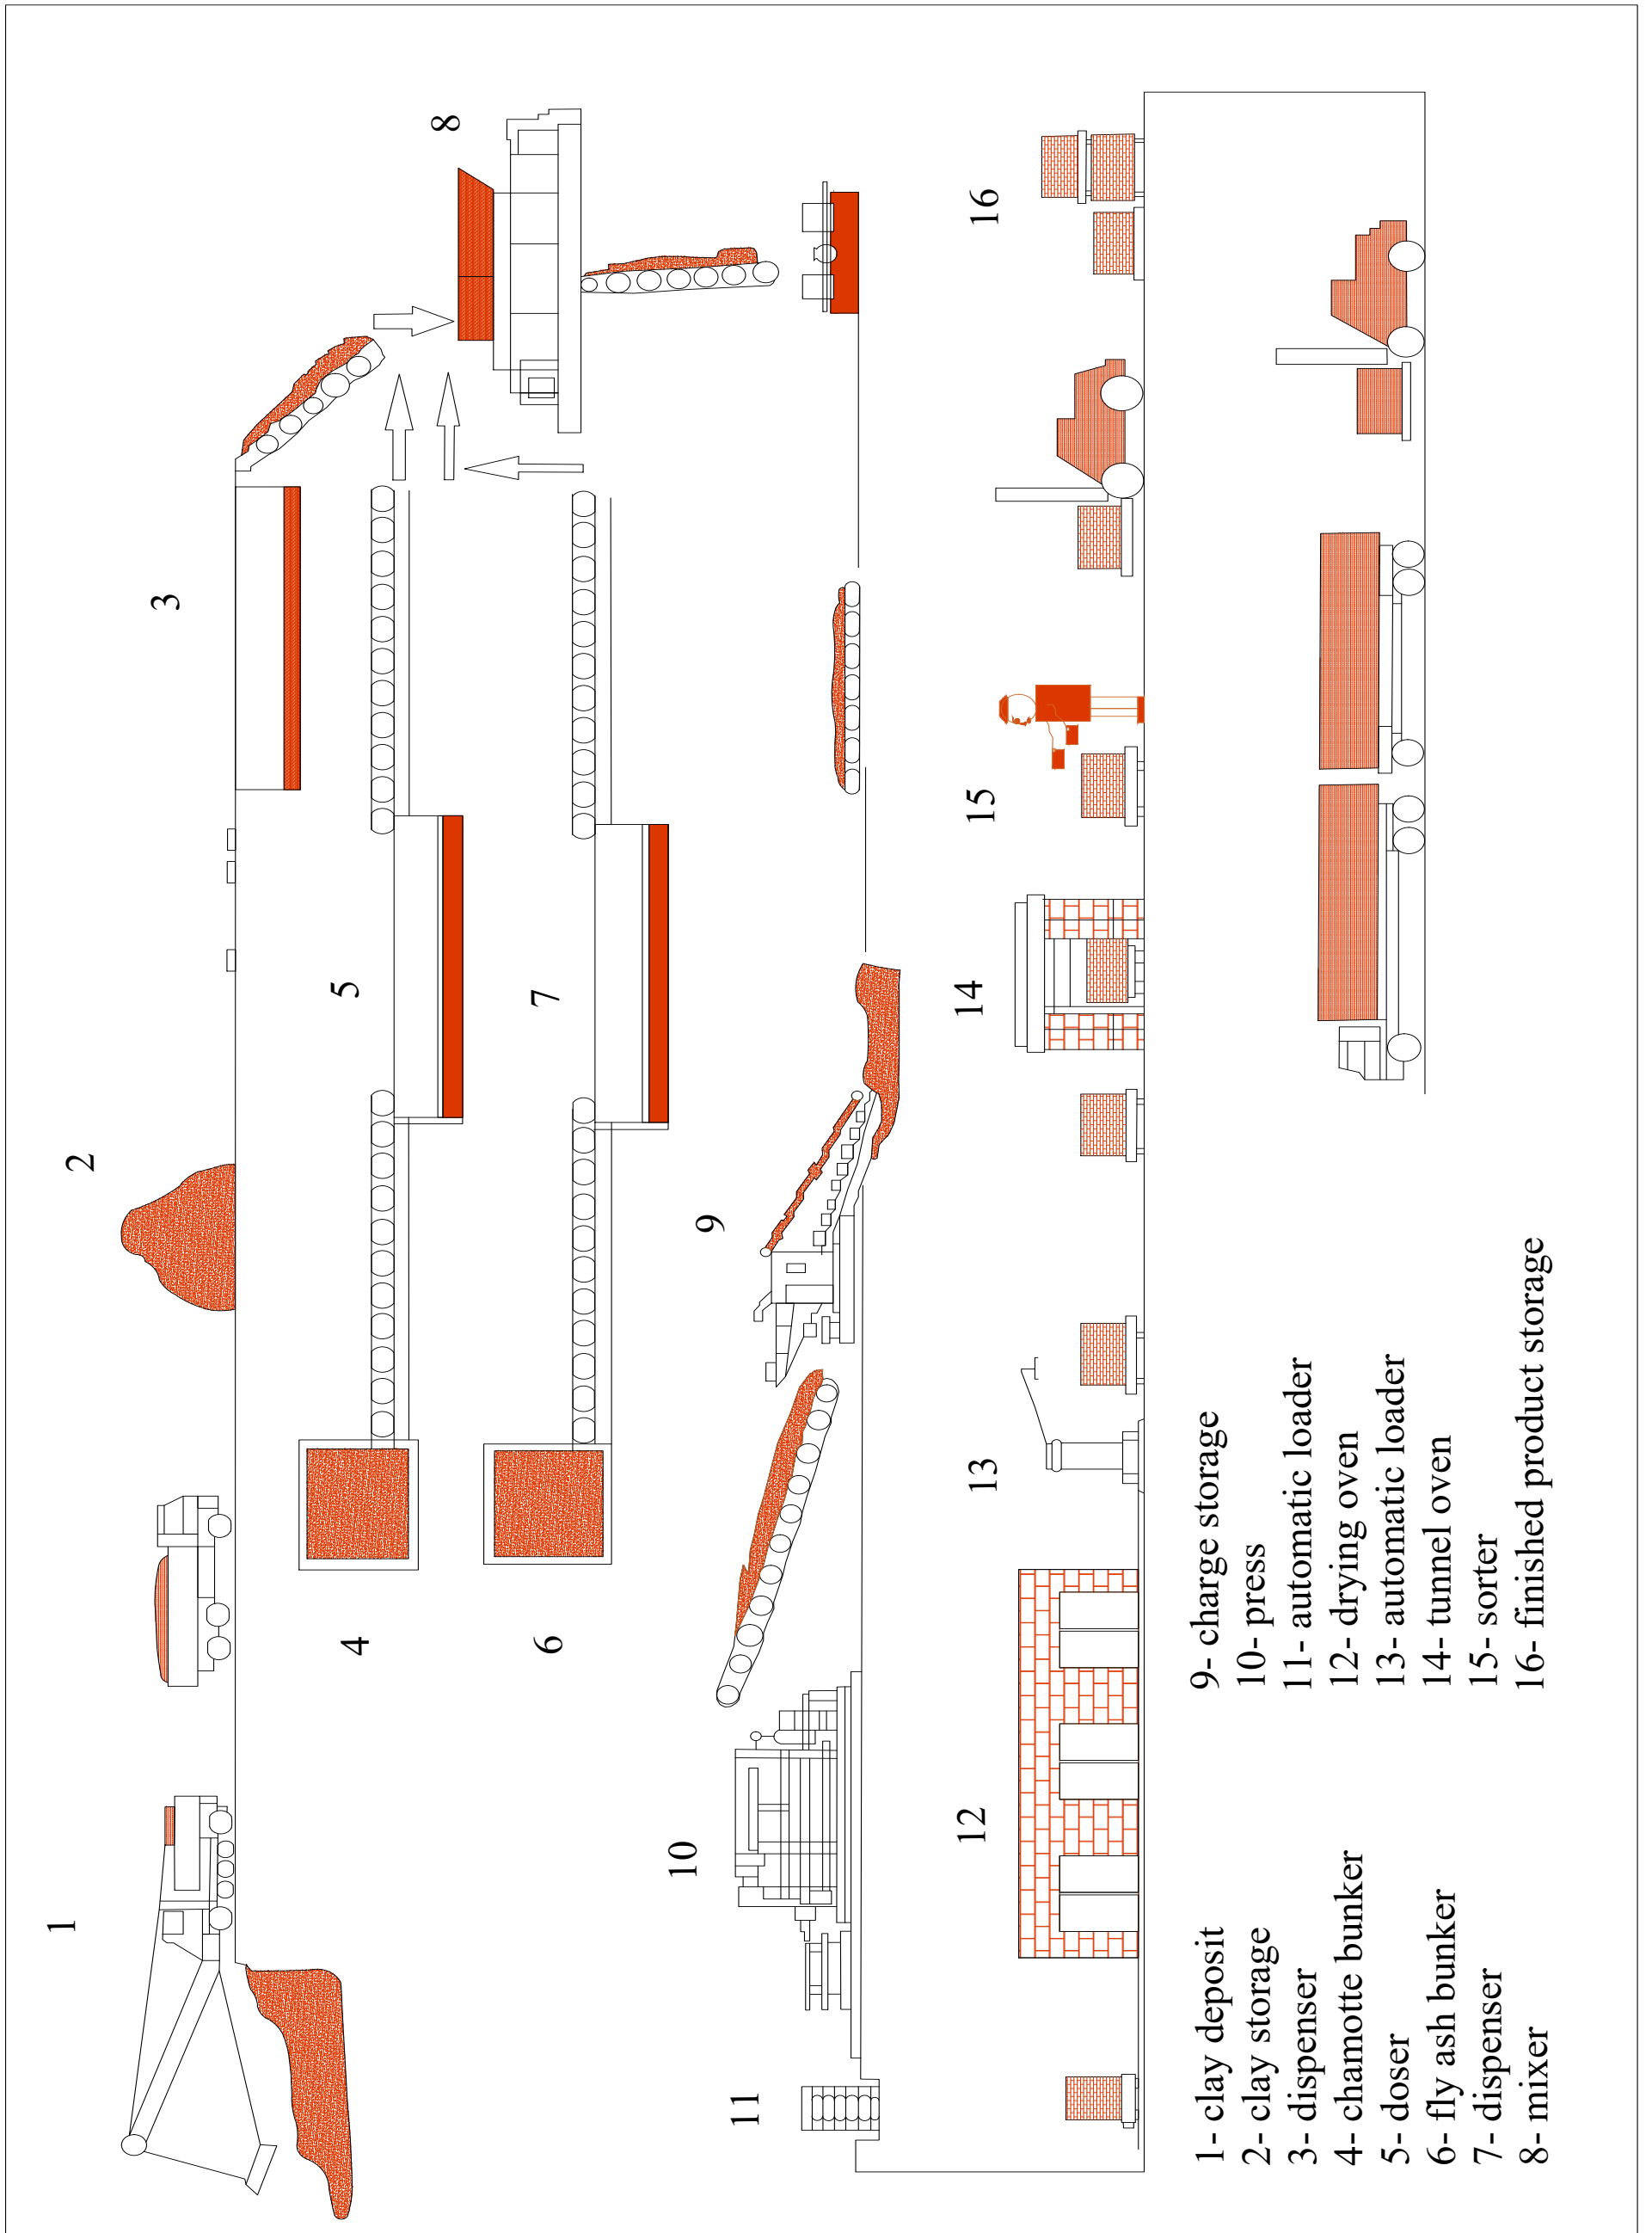 1
2
3
4
5
6
7
8
9
10
11
12
13
14
15
16
1- clay deposit
2- clay storage
3- dispenser
4- chamotte bunker
5- doser
6- fly ash bunker
7- dispenser
8- mixer
9- charge storage
10- press
11- automatic loader
12- drying oven
13- automatic loader
14- tunnel oven
15- sorter
16- finished product storage